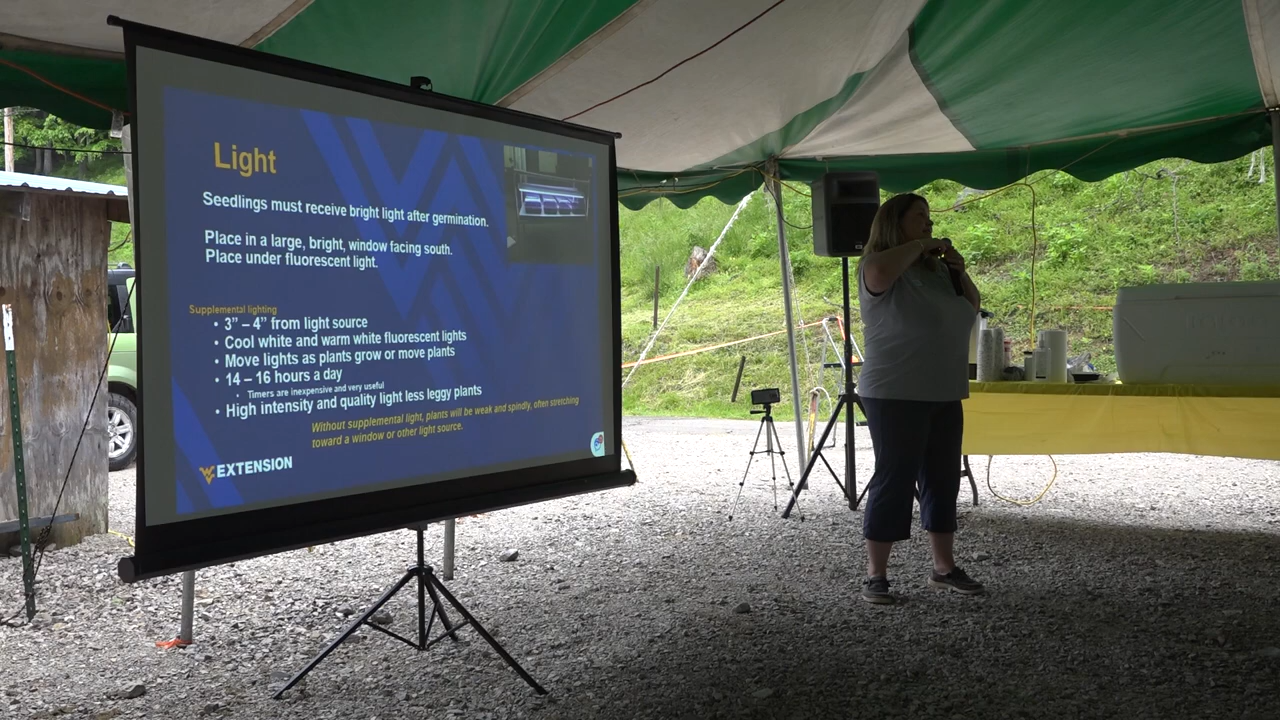 Light
Seedlings must receive bright light after germination.
Place in a large, bright, window facing south.
Place under fluorescent light.
Supplemental lighting
• 3" – 4" from light source
• Cool white and warm white fluorescent lights
• Move lights as plants grow or move plants
• 14 – 16 hours a day
• Timers are inexpensive and very useful
• High intensity and quality light less leggy plants
Without supplemental light, plants will be weak and spindly, often stretching
toward a window or other light source.
EXTENSION